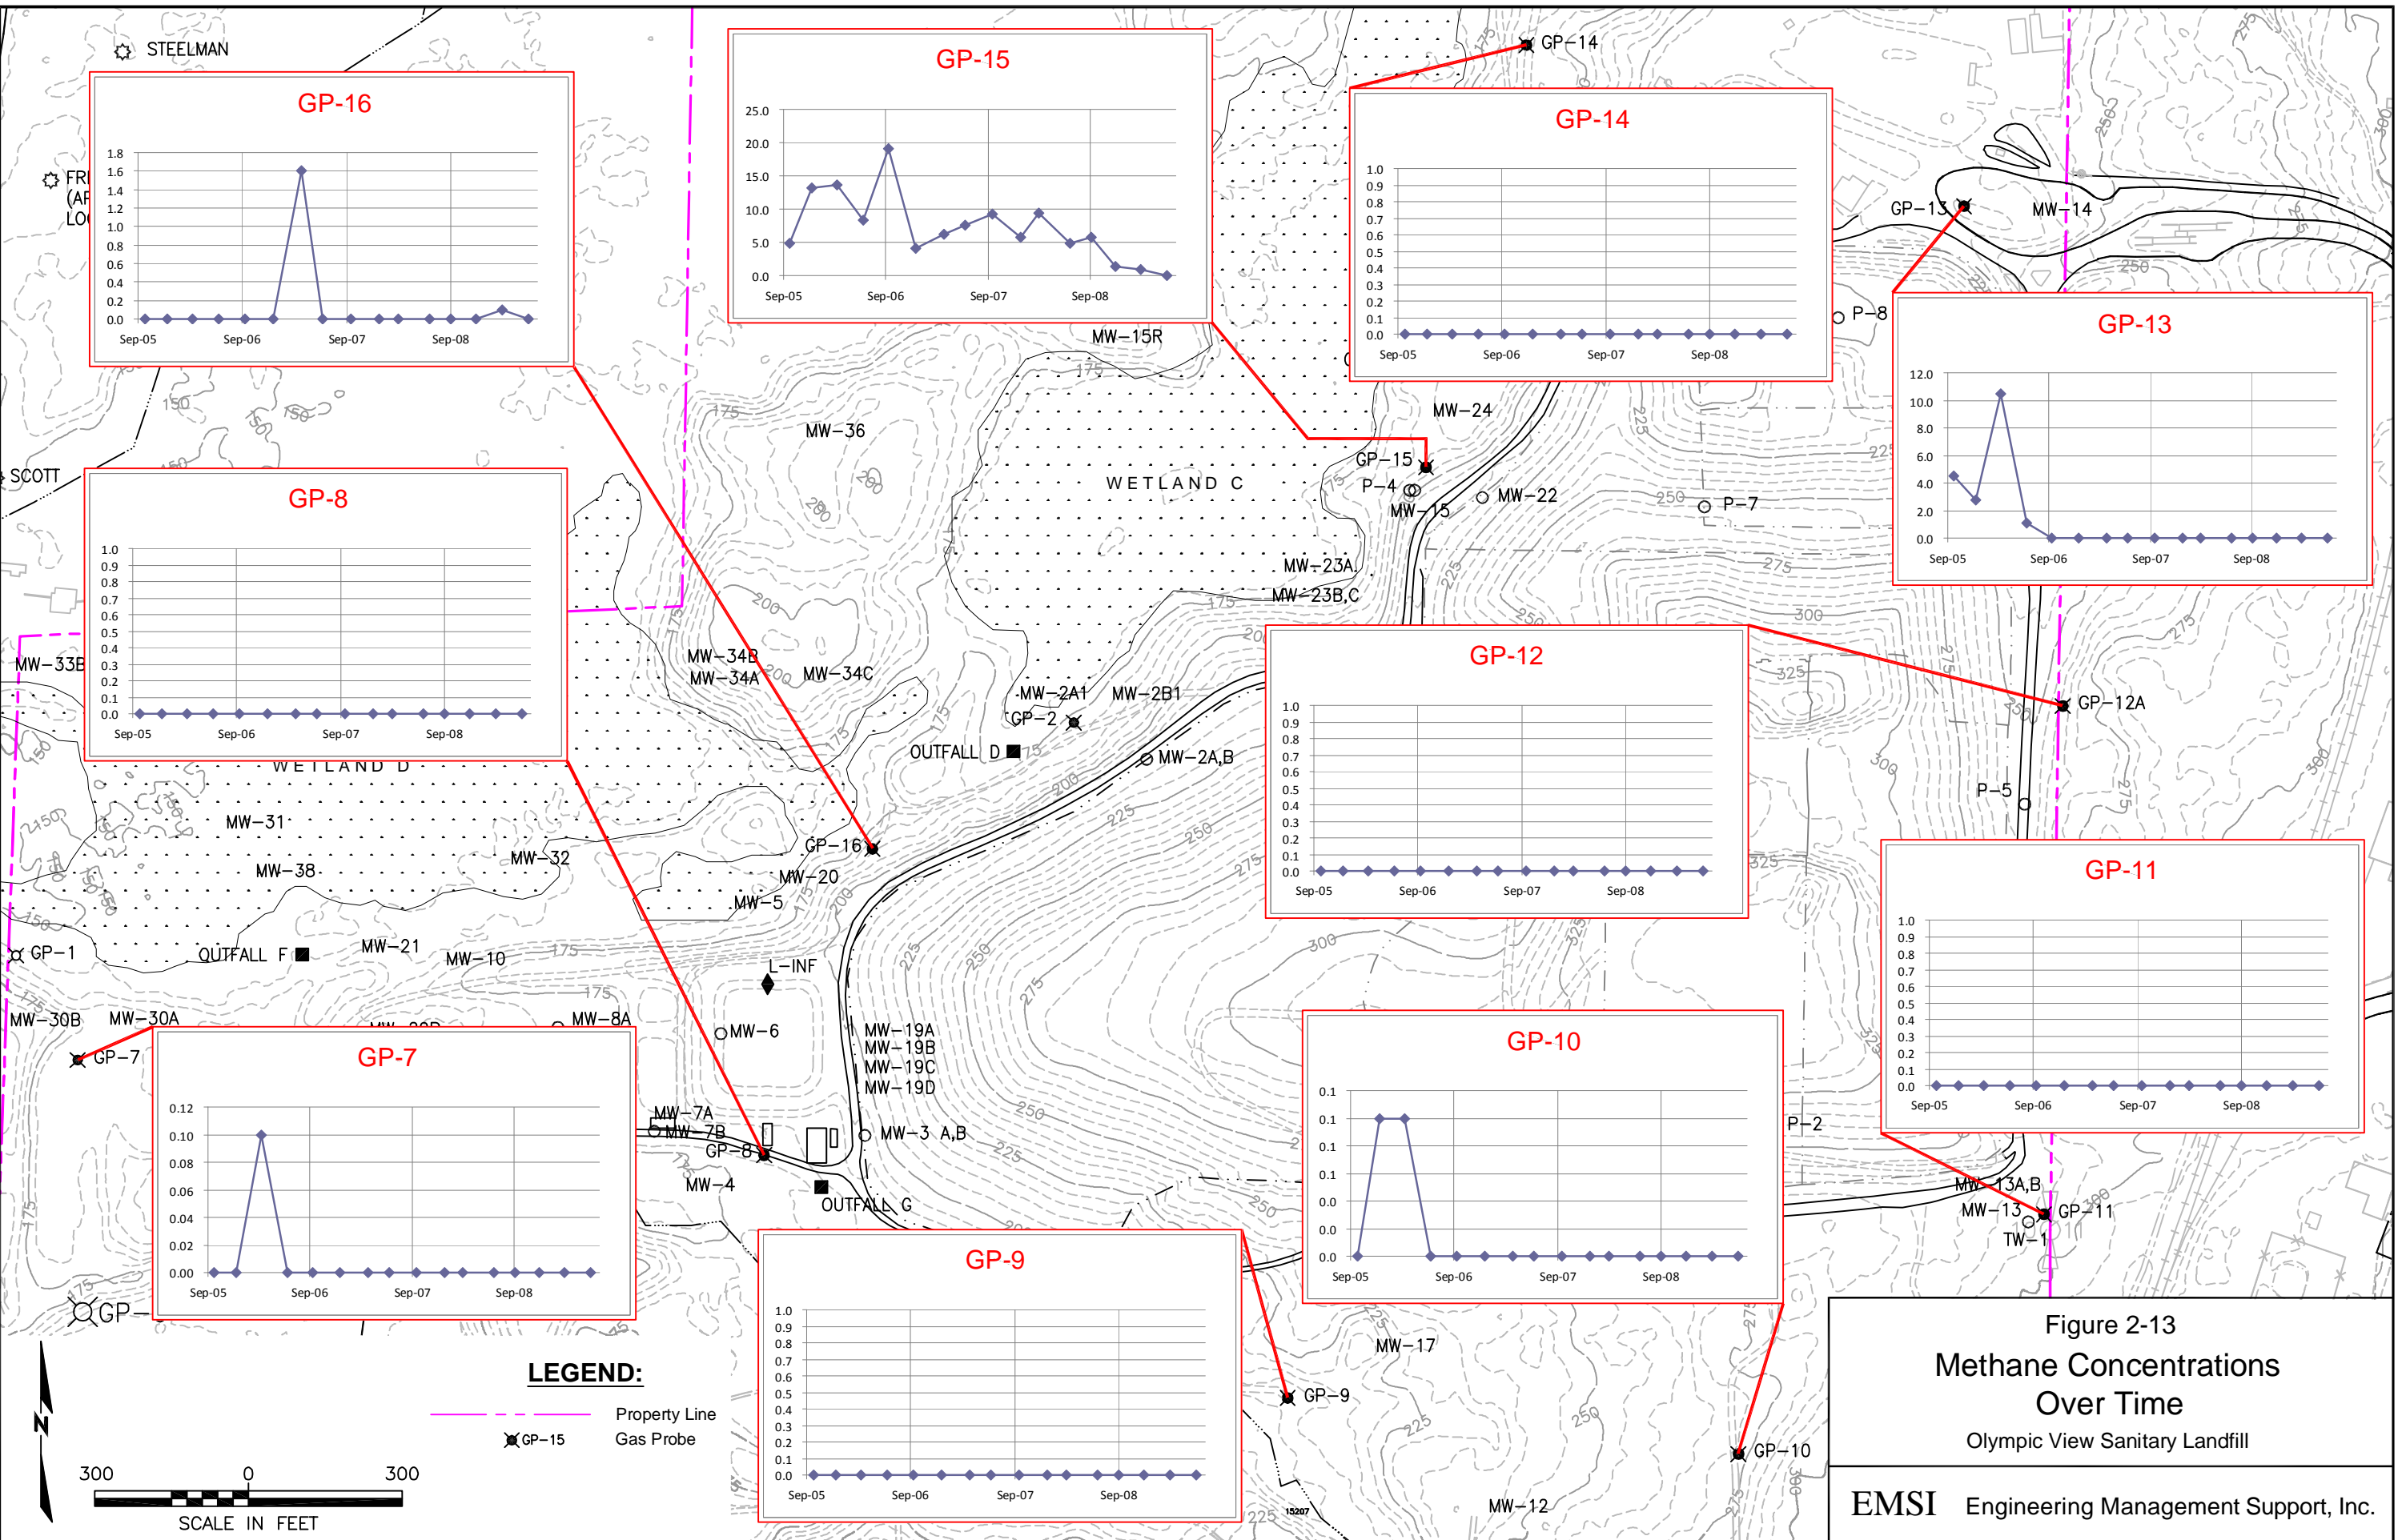 STEELMAN
GP-16
1.8
1.6
1.4
1.2
1.0
0.8
0.6
0.4
0.2
0.0
Sep-05 Sep-06 Sep-07 Sep-08
GP-15
25.0
20.0
15.0
10.0
5.0
0.0
Sep-05 Sep-06 Sep-07 Sep-08
GP-14
GP-14
1.0
0.9
0.8
0.7
0.6
0.5
0.4
0.3
0.2
0.1
0.0
Sep-05 Sep-06 Sep-07 Sep-08
GP-13
MW-14
GP-13
12.0
10.0
8.0
6.0
4.0
2.0
0.0
Sep-05 Sep-06 Sep-07 Sep-08
P-8
MW-15R
MW-24
MW-36
SCOTT
WETLAND C
GP-15
P-4
MW-15
MW-22
P-7
MW-23A
MW-23B,C
GP-8
1.0
0.9
0.8
0.7
0.6
0.5
0.4
0.3
0.2
0.1
0.0
Sep-05 Sep-06 Sep-07 Sep-08
MW-33B
MW-34B
MW-34A
MW-34C
MW-2A1
MW-2B1
GP-2
OUTFALL D
MW-2A,B
GP-12
1.0
0.9
0.8
0.7
0.6
0.5
0.4
0.3
0.2
0.1
0.0
Sep-05 Sep-06 Sep-07 Sep-08
GP-12A
P-5
WETLAND D
MW-31
MW-38
MW-32
GP-16
MW-20
MW-5
GP-1
OUTFALL F
MW-21
MW-10
L-INF
MW-30B
MW-30A
MW-8A
MW-6
GP-7
MW-19A
MW-19B
MW-19C
MW-19D
GP-11
1.0
0.9
0.8
0.7
0.6
0.5
0.4
0.3
0.2
0.1
0.0
Sep-05 Sep-06 Sep-07 Sep-08
GP-7
0.12
0.10
0.08
0.06
0.04
0.02
0.00
Sep-05 Sep-06 Sep-07 Sep-08
MW-7A
MW-7B
GP-8
MW-3 A,B
MW-4
OUTFALL G
GP-10
0.1
0.1
0.1
0.1
0.0
0.0
0.0
Sep-05 Sep-06 Sep-07 Sep-08
P-2
MW-13A,B
MW-13
GP-11
TW-1
GP-9
1.0
0.9
0.8
0.7
0.6
0.5
0.4
0.3
0.2
0.1
0.0
Sep-05 Sep-06 Sep-07 Sep-08
MW-17
GP-9
GP-10
MW-12
15207
GP-
N
300 0 300
SCALE IN FEET
LEGEND:
Property Line
GP-15 Gas Probe
Figure 2-13
Methane Concentrations
Over Time
Olympic View Sanitary Landfill
EMSI Engineering Management Support, Inc.